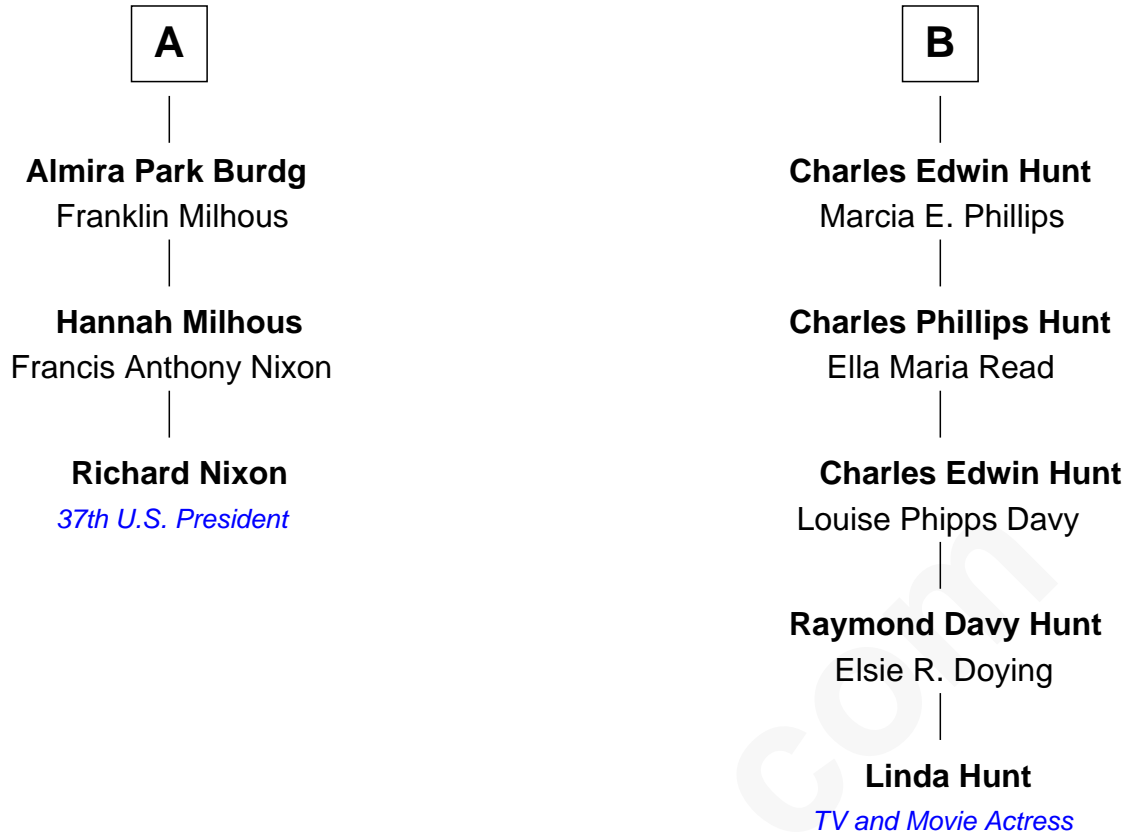 A
Almira Park Burdg
Franklin Milhous
Hannah Milhous
Francis Anthony Nixon
Richard Nixon
37th U.S. President
B
Charles Edwin Hunt
Marcia E. Phillips
Charles Phillips Hunt
Ella Maria Read
Charles Edwin Hunt
Louise Phipps Davy
Raymond Davy Hunt
Elsie R. Doying
Linda Hunt
TV and Movie Actress
com